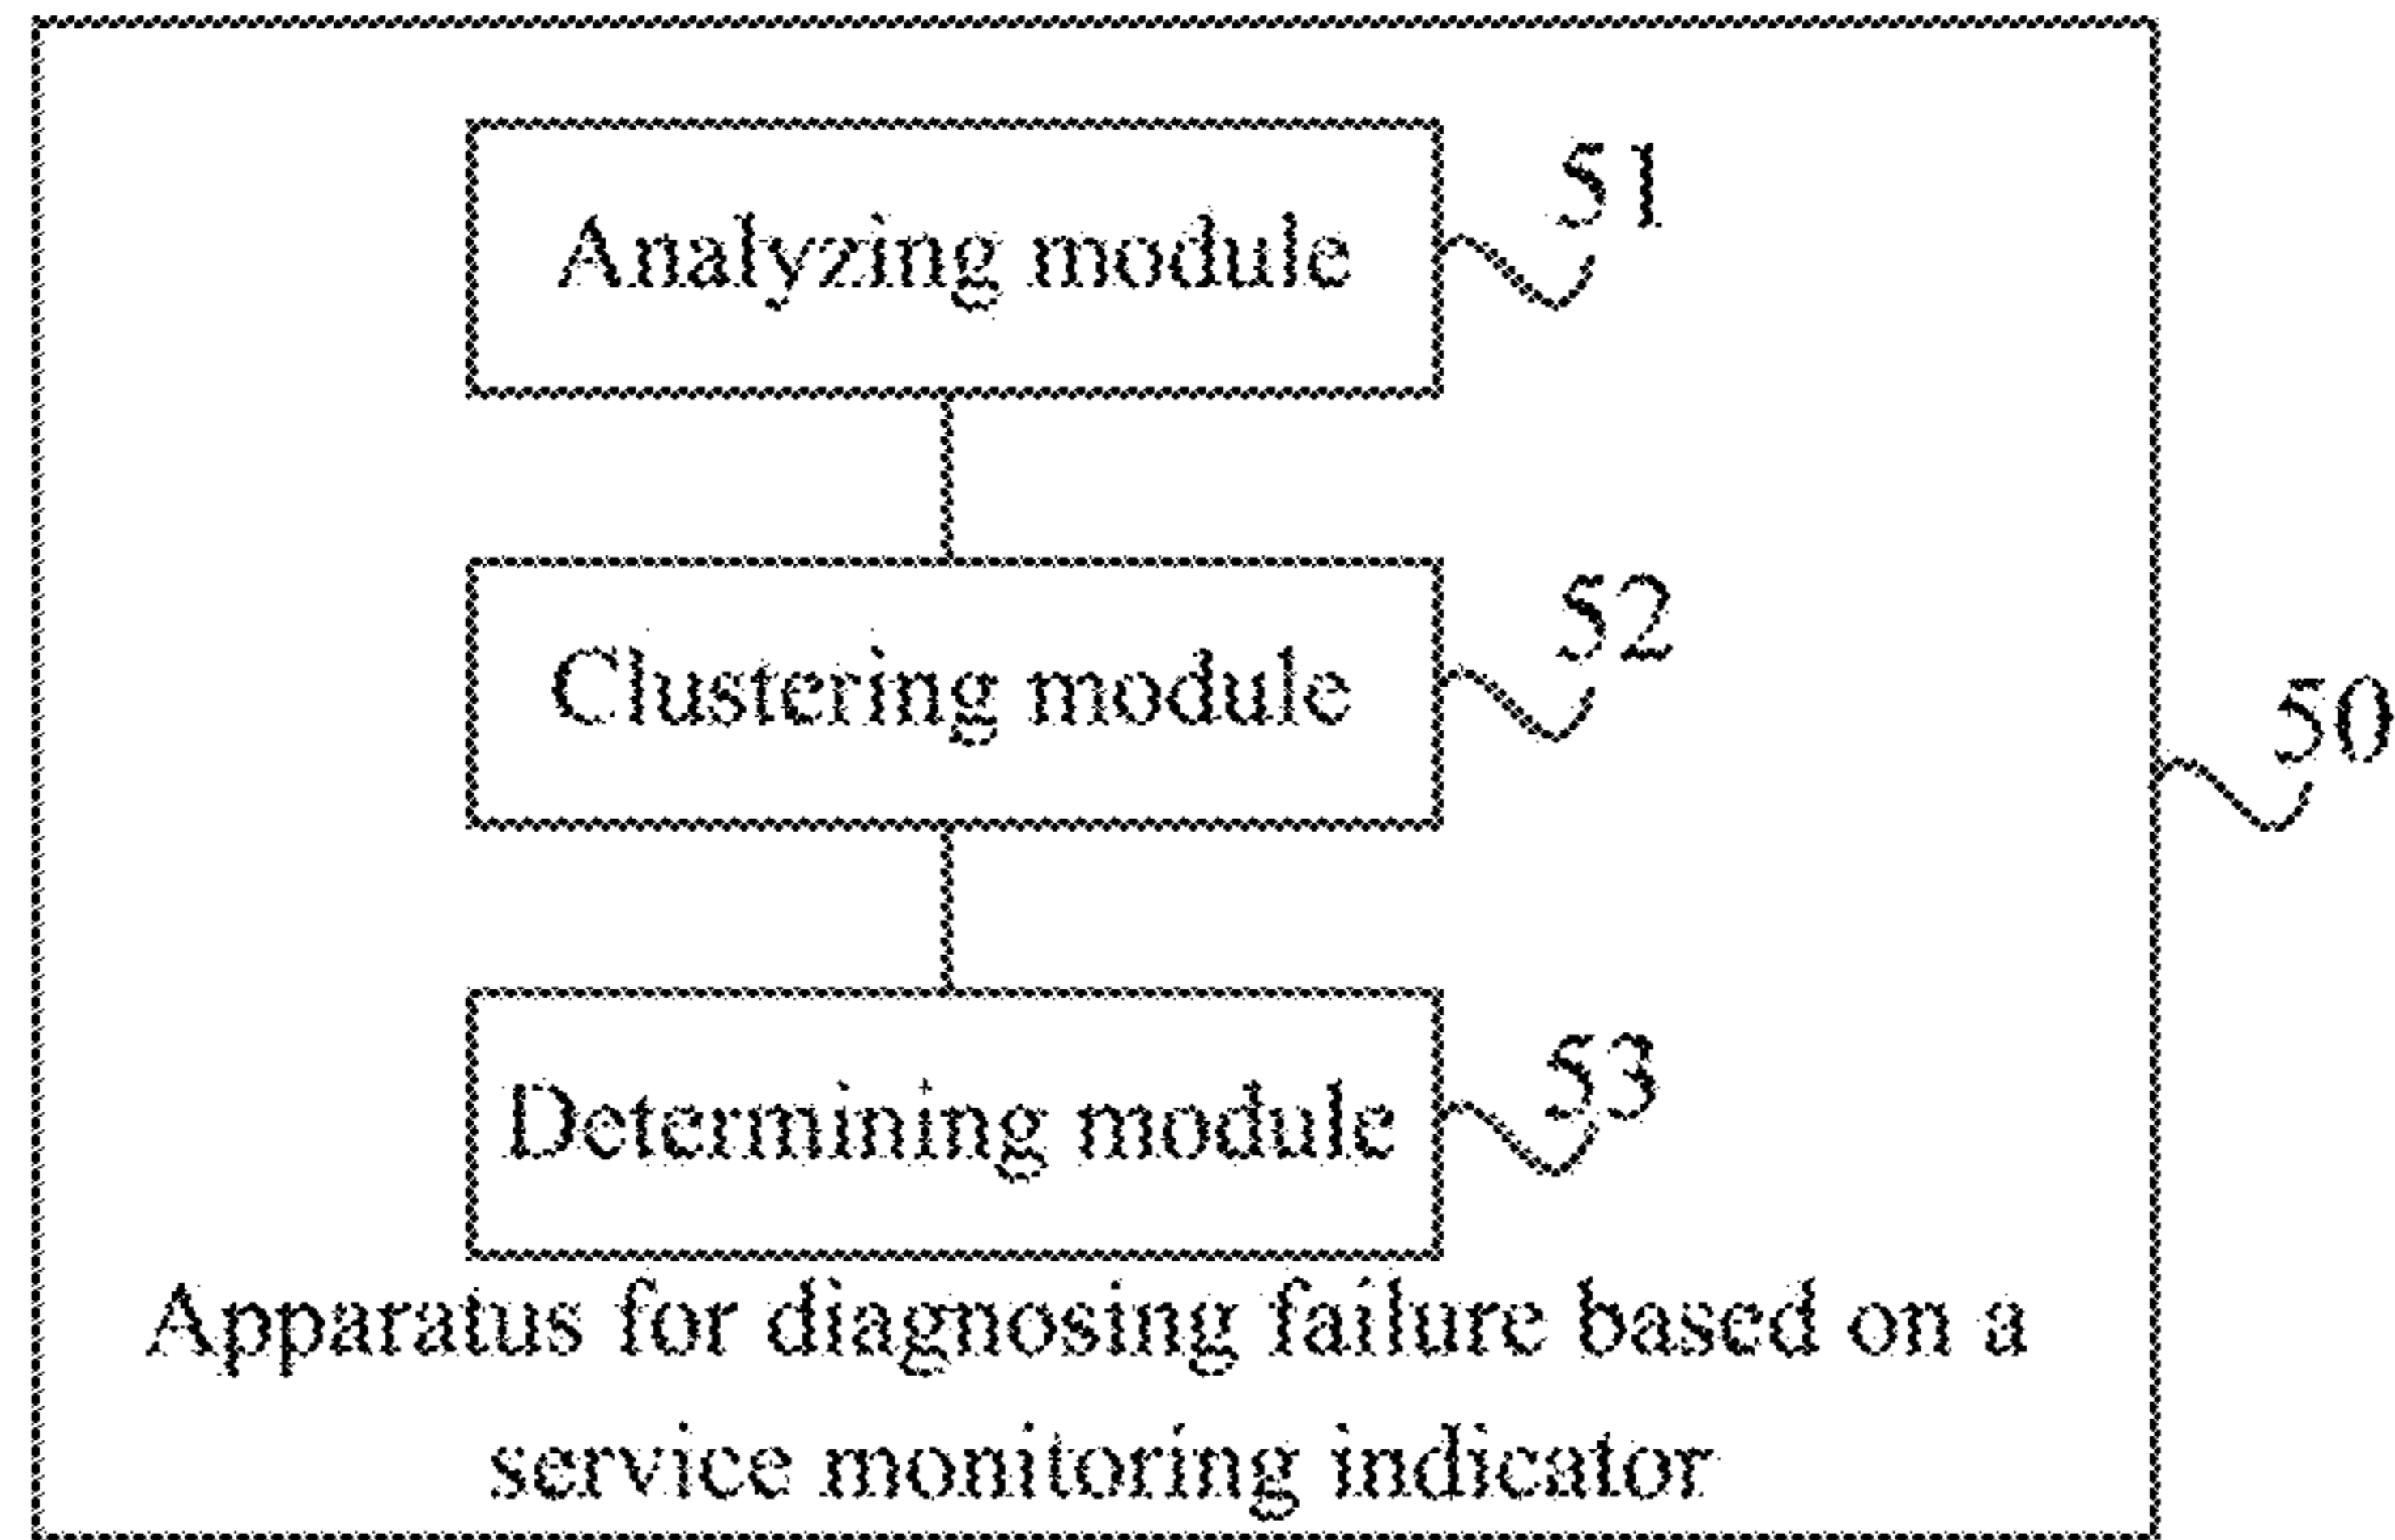 Analyzing module
51
Clustering module
52
50
Determining module
53
Apparatus for diagnosing failure based on a
service monitoring indicator